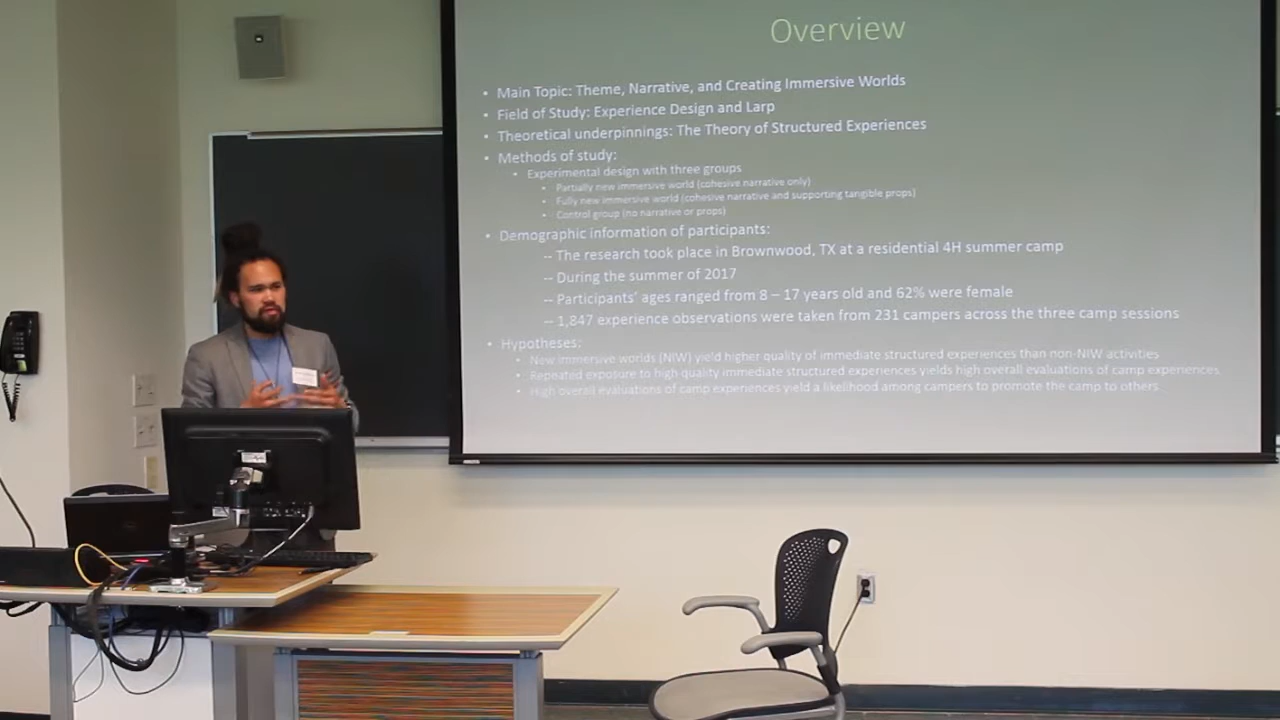 Overview
• Main Topic: Theme, Narrative, and Creating Immersive Worlds
• Field of Study: Experience Design and Larp
• Theoretical underpinnings: The Theory of Structured Experiences
• Methods of study:
• Experimental design with three groups
• Partially new immersive world (cohesive narrative only)
• Fully new immersive world (cohesive narrative and supporting tangible props)
• Control group (no narrative or props)
• Demographic information of participants:
-- The research took place in Brownwood, TX at a residential 4H summer camp
-- During the summer of 2017
-- Participants' ages ranged from 8 – 17 years old and 62% were female
-- 1,847 experience observations were taken from 231 campers across the three camp sessions
• Hypotheses:
• New immersive worlds (NIW) yield higher quality of immediate structured experiences than non-NIW activities
• Repeated exposure to high quality immediate structured experiences yields high overall evaluations of camp experiences.
• High overall evaluations of camp experiences yield a likelihood among campers to promote the camp to others.